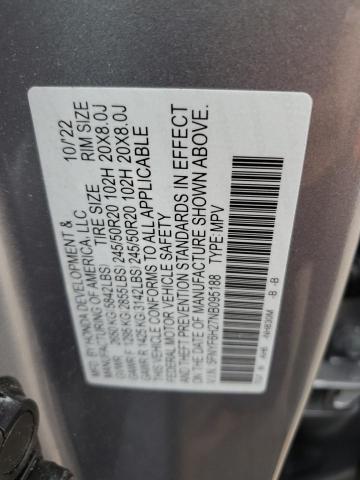 MFD BY HONDA DEVELOPMENT & 10/22
MANUFACTURING OF AMERICA, LLC
TIRE SIZE RIM SIZE
GVWR 2655 KG(5842LBS)
GAWR F 1295 KG(2855LBS) 245/50R20 102H 20X8.0J
GAWR R 1425 KG(3142LBS) 245/50R20 102H 20X8.0J
THIS VEHICLE CONFORMS TO ALL APPLICABLE
FEDERAL MOTOR VEHICLE SAFETY
AND THEFT PREVENTION STANDARDS IN EFFECT
ON THE DATE OF MANUFACTURE SHOWN ABOVE.
V.I.N. 5FNYF8H27NB095188 TYPE:MPV
-B -B